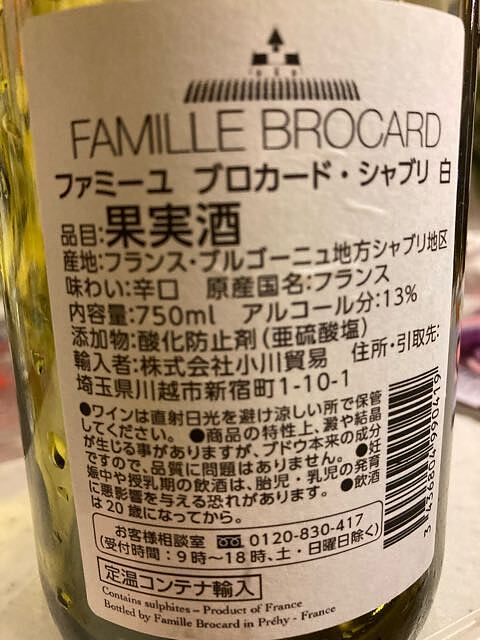 FAMILLE BROCARD
ファミーユ ブロカード・シャブリ 白
品目:果実酒
産地:フランス・ブルゴーニュ地方シャブリ地区
味わい:辛口 原産国名:フランス
内容量:750ml アルコール分:13%
添加物:酸化防止剤(亜硫酸塩)
輸入者:株式会社小川貿易 住所・引取先:
埼玉県川越市新宿町1-10-1
●ワインは直射日光を避け涼しい所で保管
してください。 ●商品の特性上、澱や結晶
が生じる事がありますが、ブドウ本来の成分
ですので、品質に問題はありません。 ●妊
娠中や授乳期の飲酒は、胎児・乳児の発育
に悪影響を与える恐れがあります。 ●飲酒
は20歳になってから。
お客様相談室 0120-830-417
(受付時間:9時〜18時、土・日曜日除く)
定温コンテナ輸入
Contains sulphites – Product of France
Bottled by Famille Brocard in Préhy - France
3 436804 990419